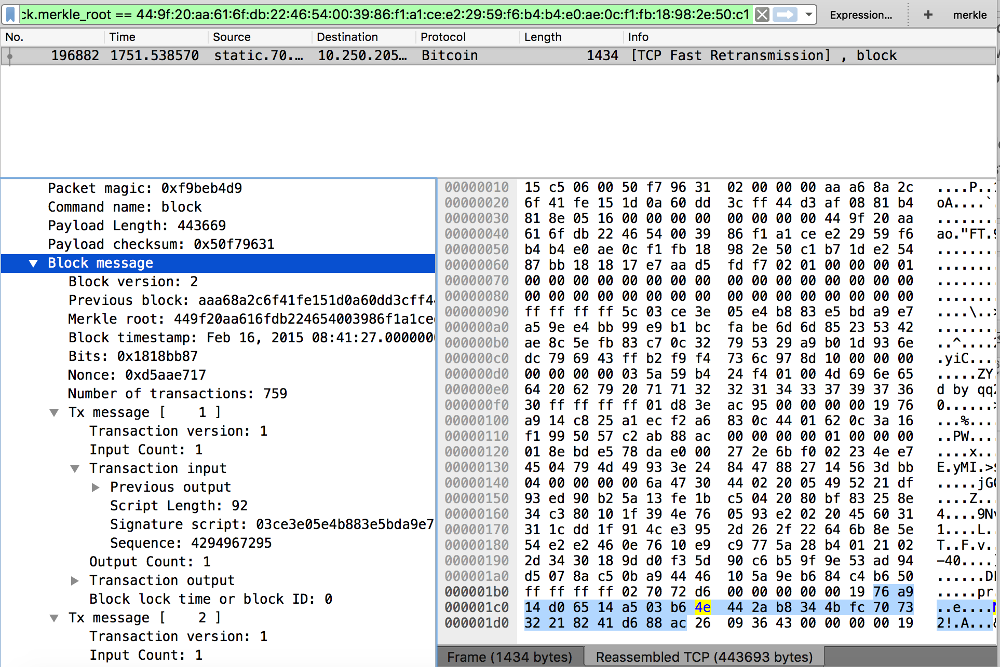 ck.merkle_root == 44:9f:20:aa:61:6f:db:22:46:54:00:39:86:f1:a1:ce:e2:29:59:f6:b4:b4:e0:ae:0c:f1:fb:18:98:2e:50:c1 Expression… + merkle
No. Time Source Destination Protocol Length Info
196882 1751.538570 static.70.… 10.250.205… Bitcoin 1434 [TCP Fast Retransmission] , block
Packet magic: 0xf9beb4d9
Command name: block
Payload Length: 443669
Payload checksum: 0x50f79631
Block message
Block version: 2
Previous block: aaa68a2c6f41fe151d0a60dd3cff44
Merkle root: 449f20aa616fdb224654003986f1a1cee
Block timestamp: Feb 16, 2015 08:41:27.0000000
Bits: 0x1818bb87
Nonce: 0xd5aae717
Number of transactions: 759
Tx message [ 1 ]
Transaction version: 1
Input Count: 1
Transaction input
Previous output
Script Length: 92
Signature script: 03ce3e05e4b883e5bda9e7
Sequence: 4294967295
Output Count: 1
Transaction output
Block lock time or block ID: 0
Tx message [ 2 ]
Transaction version: 1
Input Count: 1
00000010 15 c5 06 00 50 f7 96 31 02 00 00 00 aa a6 8a 2c ....P..1
00000020 6f 41 fe 15 1d 0a 60 dd 3c ff 44 d3 af 08 81 b4 oA....`.
00000030 81 8e 05 16 00 00 00 00 00 00 00 00 44 9f 20 aa ........
00000040 61 6f db 22 46 54 00 39 86 f1 a1 ce e2 29 59 f6 ao."FT.9
00000050 b4 b4 e0 ae 0c f1 fb 18 98 2e 50 c1 b7 1d e2 54 ........
00000060 87 bb 18 18 17 e7 aa d5 fd f7 02 01 00 00 00 01 ........
00000070 00 00 00 00 00 00 00 00 00 00 00 00 00 00 00 00 ........
00000080 00 00 00 00 00 00 00 00 00 00 00 00 00 00 00 00 ........
00000090 ff ff ff ff 5c 03 ce 3e 05 e4 b8 83 e5 bd a9 e7 ....\..>
000000a0 a5 9e e4 bb 99 e9 b1 bc fa be 6d 6d 85 23 53 42 ........
000000b0 ae 8c 5e fb 83 c7 0c 32 79 53 29 a9 b0 1d 93 6e ..^....2
000000c0 dc 79 69 43 ff b2 f9 f4 73 6c 97 8d 10 00 00 00 .yiC....
000000d0 00 00 00 00 03 5a 59 b4 24 f4 01 00 4d 69 6e 65 .....ZY.
000000e0 64 20 62 79 20 71 71 32 32 31 34 33 37 39 37 36 d by qq2
000000f0 30 ff ff ff ff 01 d8 3e ac 95 00 00 00 00 19 76 0......>
00000100 a9 14 c8 25 a1 ec f2 a6 83 0c 44 01 62 0c 3a 16 ...%....
00000110 f1 99 50 57 c2 ab 88 ac 00 00 00 00 01 00 00 00 ..PW....
00000120 01 8e bd e5 78 da e0 00 27 2e 6b f0 02 23 4e e7 ....x...
00000130 45 04 79 4d 49 93 3e 24 84 47 88 27 14 56 3d bb E.yMI.>$
00000140 04 00 00 00 00 6a 47 30 44 02 20 05 49 52 21 df .....jG0
00000150 93 ed 90 b2 5a 13 fe 1b c5 04 20 80 bf 83 25 8e ....Z...
00000160 34 c3 80 10 1f 39 4e 76 05 93 e2 02 20 45 60 31 4....9Nv
00000170 31 1c dd 1f 91 4c e3 95 2d 26 2f 22 64 6b 8e 5e 1....L..
00000180 54 e2 e2 46 0e 76 10 e9 c9 77 5a 28 b4 01 21 02 T..F.v..
00000190 2d 34 30 18 9d d0 f3 5d 90 c6 b5 9f 9e 53 ad 94 -40....]
000001a0 d5 07 8a c5 0b a9 44 46 10 5a 9e b6 84 c4 b6 50 ......DF
000001b0 ff ff ff ff 02 70 72 d6 00 00 00 00 00 19 76 a9 .....pr.
000001c0 14 d0 65 14 a5 03 b6 4e 44 2a b8 34 4b fc 70 73 ..e....N
000001d0 32 21 82 41 d6 88 ac 26 09 36 43 00 00 00 00 19 2!.A...&
Frame (1434 bytes) Reassembled TCP (443693 bytes)